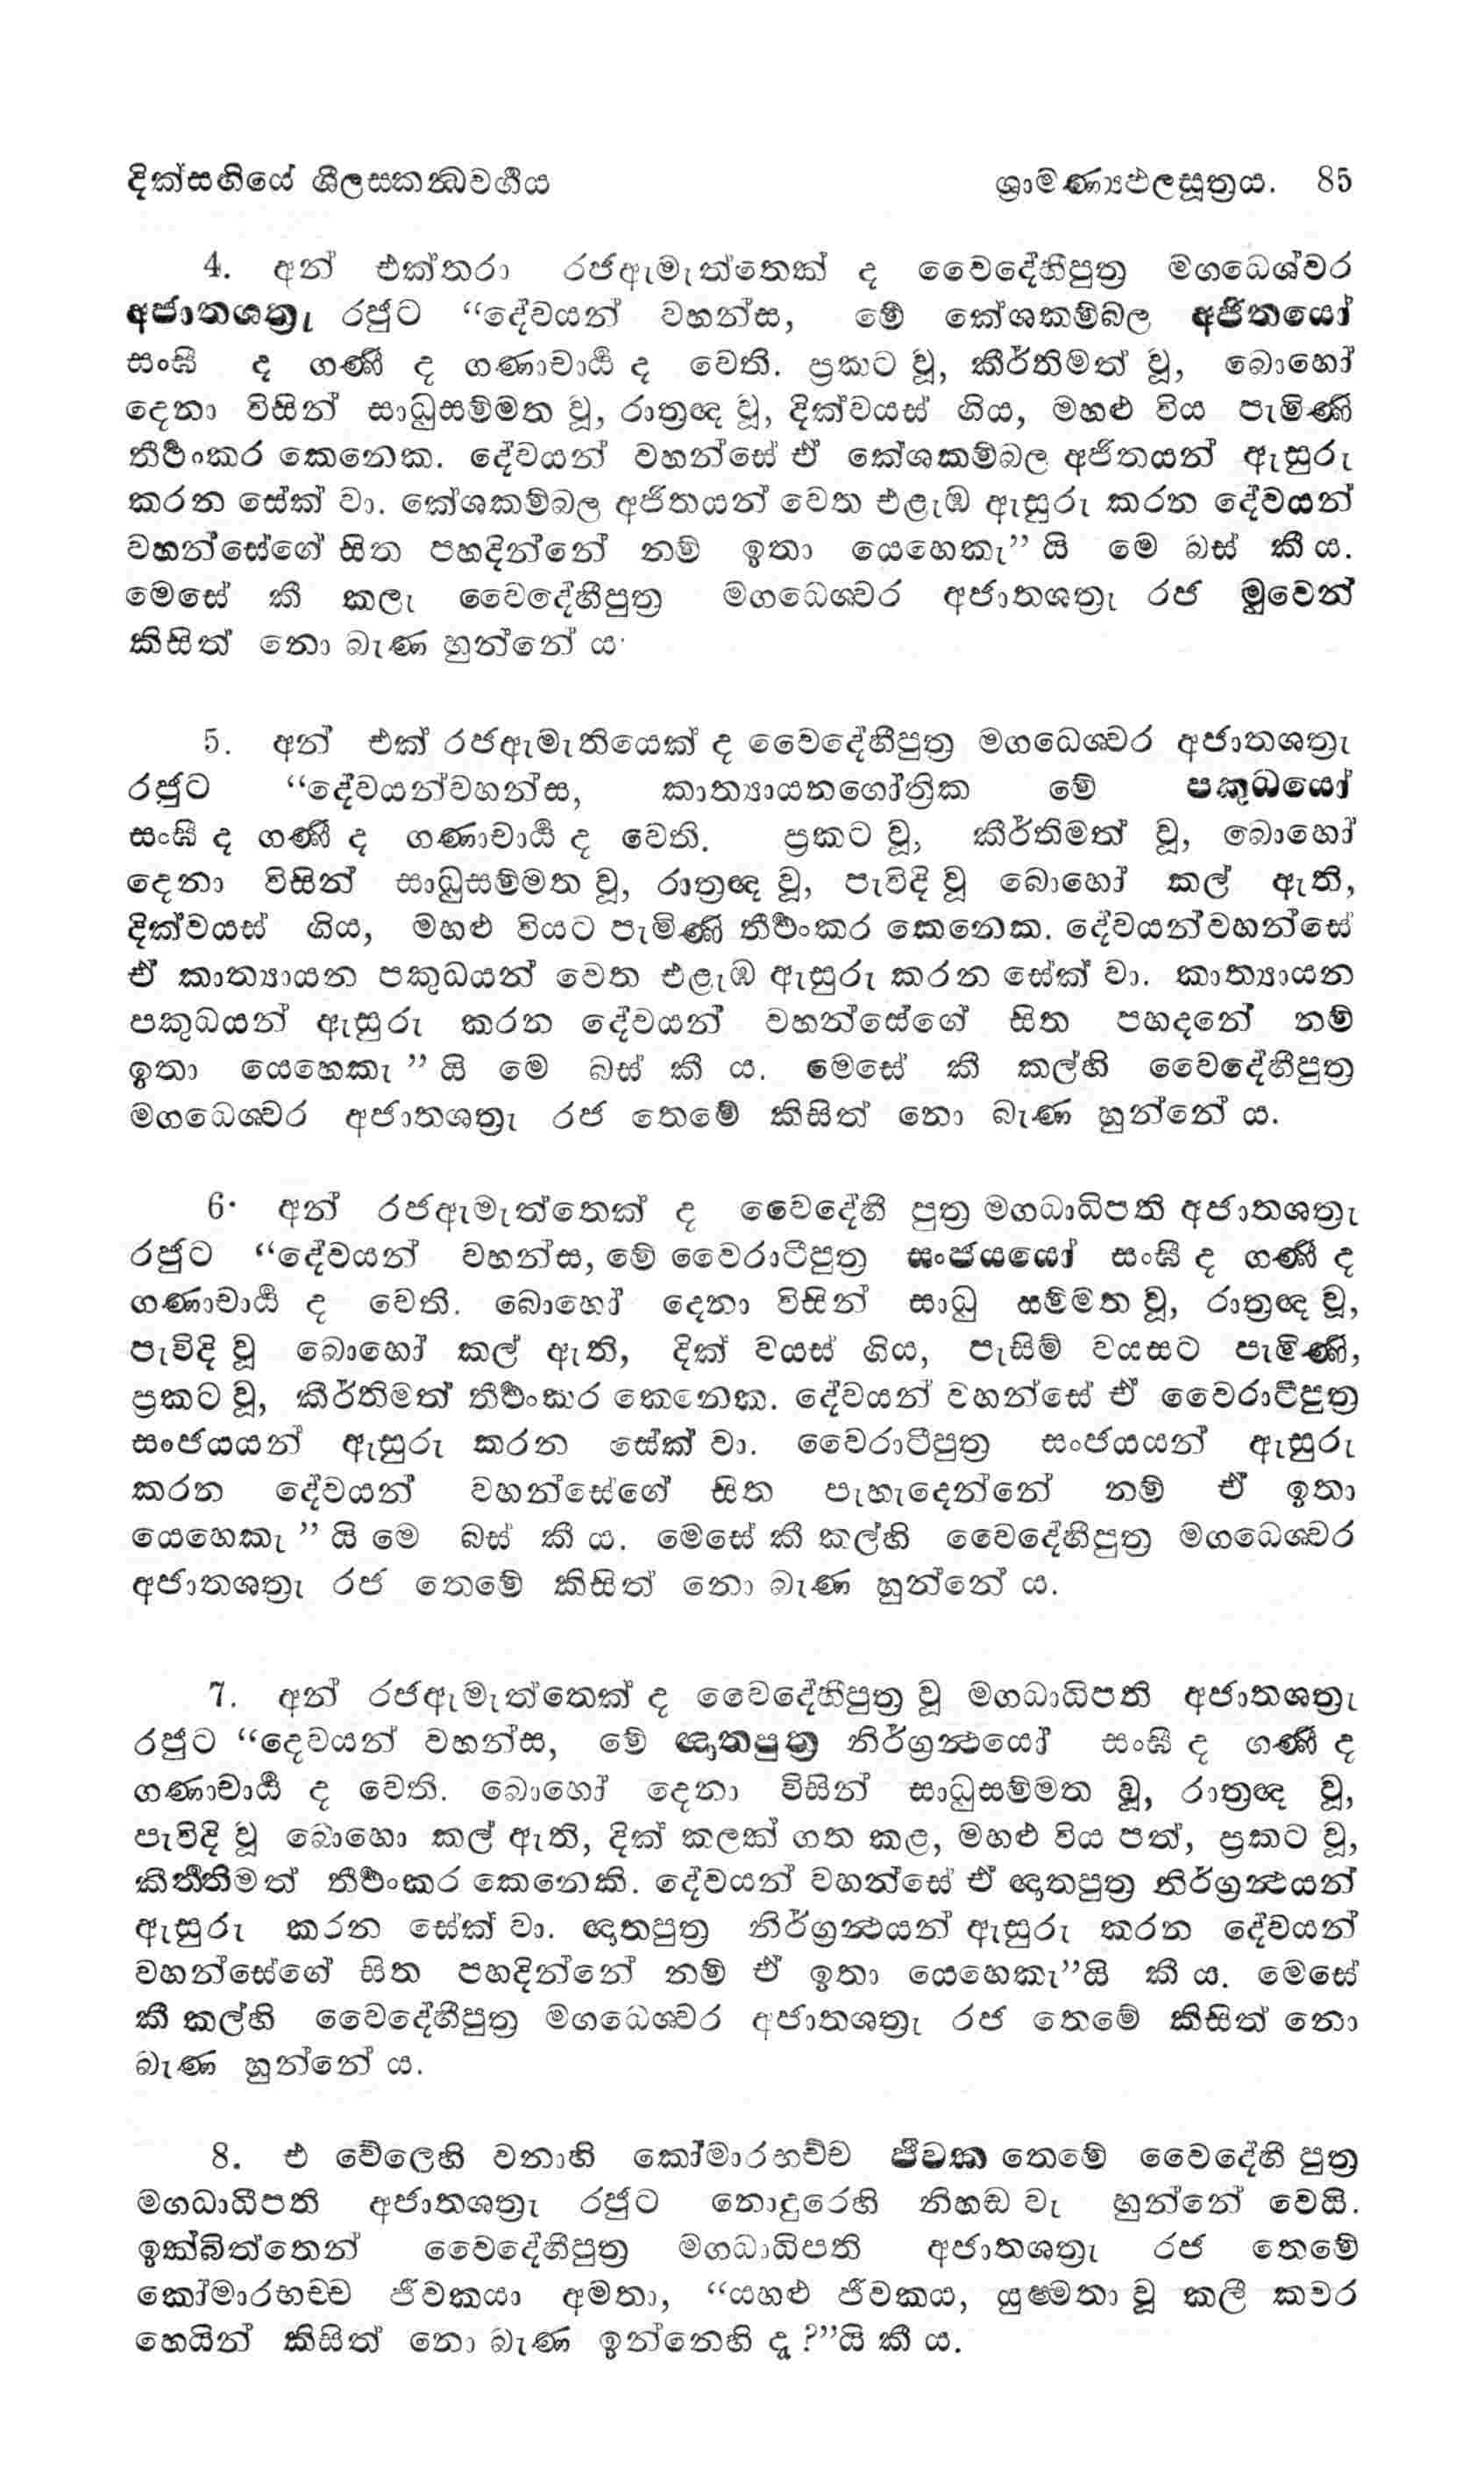 දික්සඟියේ ශීලස්කන්‍ධවර්‍ගය ශ්‍රාමණ්‍යඵලසූත්‍රය. 85
4. අන් එක්තරා රජඇමැත්තෙක් ද වෛදේහීපුත්‍ර මගධෙශ්වර
අජාතශත්‍රැ රජුට “දේවයන් වහන්ස, මේ කේශකම්බල අජිතයෝ
සංඝී ද ගණී ද ගණාචාර්‍ය්‍ය ද වෙති. ප්‍රකට වූ, කීර්තිමත් වූ, බොහෝ
දෙනා විසින් සාධුසම්මත වූ, රාත්‍රඥ වූ, දික්වයස් ගිය, මහළු විය පැමිණි
තීර්‍ත්‍ථංකර කෙනෙක. දේවයන් වහන්සේ ඒ කේශකම්බල අජිතයන් ඇසුරු
කරන සේක් වා. කේශකම්බල අජිතයන් වෙත එළැඹ ඇසුරු කරන දේවයන්
වහන්සේගේ සිත පහදින්නේ නම් ඉතා යෙහෙකැ” යි මෙ බස් කී ය.
මෙසේ කී කලැ වෛදේහීපුත්‍ර මගධෙශ්‍වර අජාතශත්‍රැ රජ මුවෙන්
කිසිත් නො බැණ හුන්නේ ය·
5. අන් එක් රජඇමැතියෙක් ද වෛදේහීපුත්‍ර මගධෙශ්‍වර අජාතශත්‍රැ
රජුට “දේවයන්වහන්ස, කාත්‍යායනගෝත්‍රික මේ පකුධයෝ
සංඝී ද ගණී ද ගණාචාර්‍ය්‍ය ද වෙති. ප්‍රකට වූ, කීර්තිමත් වූ, බොහෝ
දෙනා විසින් සාධුසම්මත වූ, රාත්‍රඥ වූ, පැවිදි වූ බොහෝ කල් ඇති,
දික්වයස් ගිය, මහළු වියට පැමිණි තීර්‍ත්‍ථංකර කෙනෙක. දේවයන්වහන්සේ
ඒ කාත්‍යායන පකුධයන් වෙත එළැඹ ඇසුරු කරන සේක් වා. කාත්‍යායන
පකුධයන් ඇසුරු කරන දේවයන් වහන්සේගේ සිත පහදනේ නම්
ඉතා යෙහෙකැ ” යි මෙ බස් කී ය. මෙසේ කී කල්හි වෛදේහීපුත්‍ර
මගධෙශ්‍වර අජාතශත්‍රැ රජ තෙමේ කිසිත් නො බැණ හුන්නේ ය.
6· අන් රජඇමැත්තෙක් ද වෛදේහී පුත්‍ර මගධාධිපති අජාතශත්‍රැ
රජුට “දේවයන් වහන්ස, මේ වෛරාටීපුත්‍ර සංජයයෝ සංඝී ද ගණී ද
ගණාචාර්‍ය්‍ය ද වෙති. බොහෝ දෙනා විසින් සාධු සම්මත වූ, රාත්‍රඥ වූ,
පැවිදි වූ බොහෝ කල් ඇති, දික් වයස් ගිය, පැසිම් වයසට පැමිණි,
ප්‍රකට වූ, කීර්තිමත් තීර්‍ත්‍ථංකර කෙනෙක. දේවයන් වහන්සේ ඒ වෛරාටීපුත්‍ර
සංජයයන් ඇසුරු කරන සේක් වා. වෛරාටීපුත්‍ර සංජයයන් ඇසුරු
කරන දේවයන් වහන්සේගේ සිත පැහැදෙන්නේ නම් ඒ ඉතා
යෙහෙකැ ” යි මෙ බස් කී ය. මෙසේ කී කල්හි වෛදේහීපුත්‍ර මගධෙශ්‍වර
අජාතශත්‍රැ රජ තෙමේ කිසිත් නො බැණ හුන්නේ ය.
7. අන් රජඇමැත්තෙක් ද වෛදේහීපුත්‍ර වූ මගධාධිපති අජාතශත්‍රැ
රජුට “දෙවයන් වහන්ස, මේ ඥාතපුත්‍ර නිර්ග්‍රන්‍ථයෝ සංඝී ද ගණී ද
ගණාචාර්‍ය්‍ය ද වෙති. බොහෝ දෙනා විසින් සාධුසම්මත වූ, රාත්‍රඥ වූ,
පැවිදි වූ බොහො කල් ඇති, දික් කලක් ගත කළ, මහළු විය පත්, ප්‍රකට වූ,
කීර්‍තිමත් තීර්‍ත්‍ථංකර කෙනෙකි. දේවයන් වහන්සේ ඒ ඥාතපුත්‍ර නිර්ග්‍රන්‍ථයන්
ඇසුරු කරන සේක් වා. ඥාතපුත්‍ර නිර්ග්‍රන්‍ථයන් ඇසුරු කරන දේවයන්
වහන්සේගේ සිත පහදින්නේ නම් ඒ ඉතා යෙහෙකැ”යි කී ය. මෙසේ
කී කල්හි වෛදේහීපුත්‍ර මගධෙශ්‍වර අජාතශත්‍රැ රජ තෙමේ කිසිත් නො
බැණ හුන්නේ ය.
8. එ වේලෙහි වනාහි කෝමාරභච්ච ජීවක තෙමේ වෛදේහී පුත්‍ර
මගධාධිපති අජාතශත්‍රැ රජුට නොදුරෙහි නිහඬ වැ හුන්නේ වෙයි.
ඉක්බිත්තෙන් වෛදේහීපුත්‍ර මගධාධිපති අජාතශත්‍රැ රජ තෙමේ
කෝමාරභච්ච ජීවකයා අමතා, “යහළු ජීවකය, යුෂ්මතා වූ කලී කවර
හෙයින් කිසිත් නො බැණ ඉන්නෙහි දැ ?”යි කී ය.